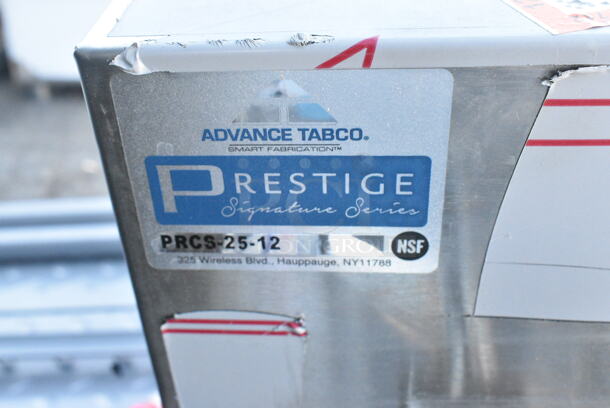 ADVANCE TABCO®
SMART FABRICATION™
PRESTIGE
Signature Series
PRCS-25-12
NSF
325 Wireless Blvd., Hauppauge, NY11788